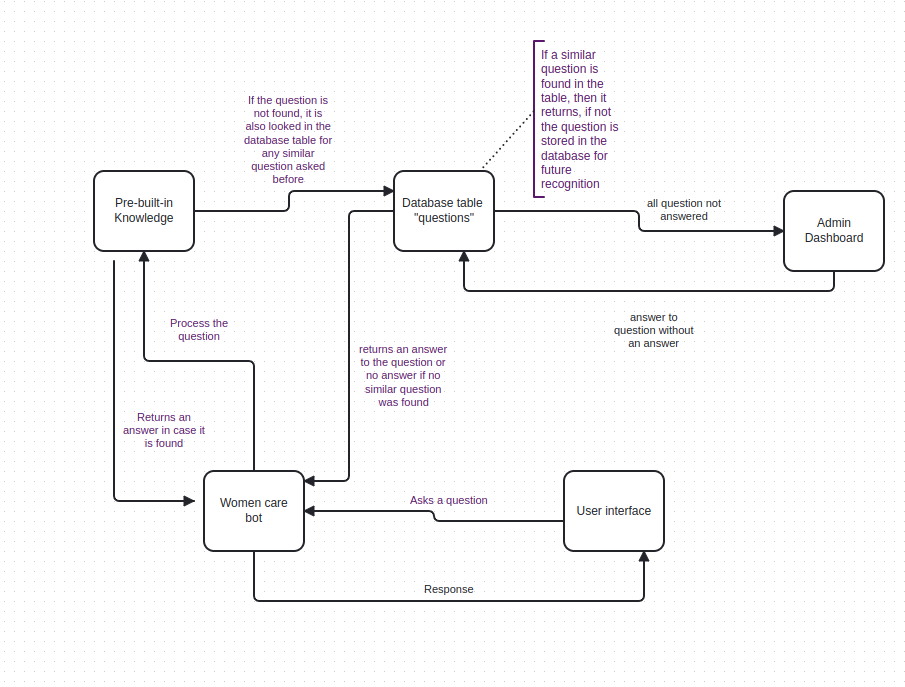 If a similar
question is
found in the
table, then it
returns, if not
the question is
stored in the
database for
future
recognition
If the question is
not found, it is
also looked in the
database table for
any similar
question asked
before
Pre-built-in
Knowledge
Database table
"questions"
all question not
answered
Admin
Dashboard
Process the
question
answer to
question without
an answer
returns an answer
to the question or
no answer if no
similar question
was found
Returns an
answer in case it
is found
Women care
bot
Asks a question
User interface
Response